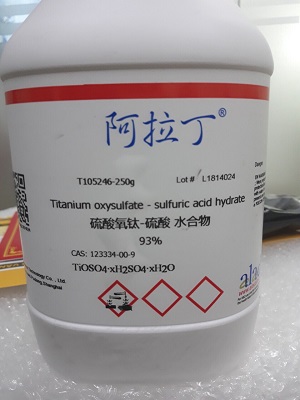 阿拉丁®
T105246-250g
Lot # L1814024
Titanium oxysulfate - sulfuric acid hydrate
硫酸氧钛-硫酸 水合物
93%
CAS: 123334-00-9
TiOSO4·xH2SO4·xH2O